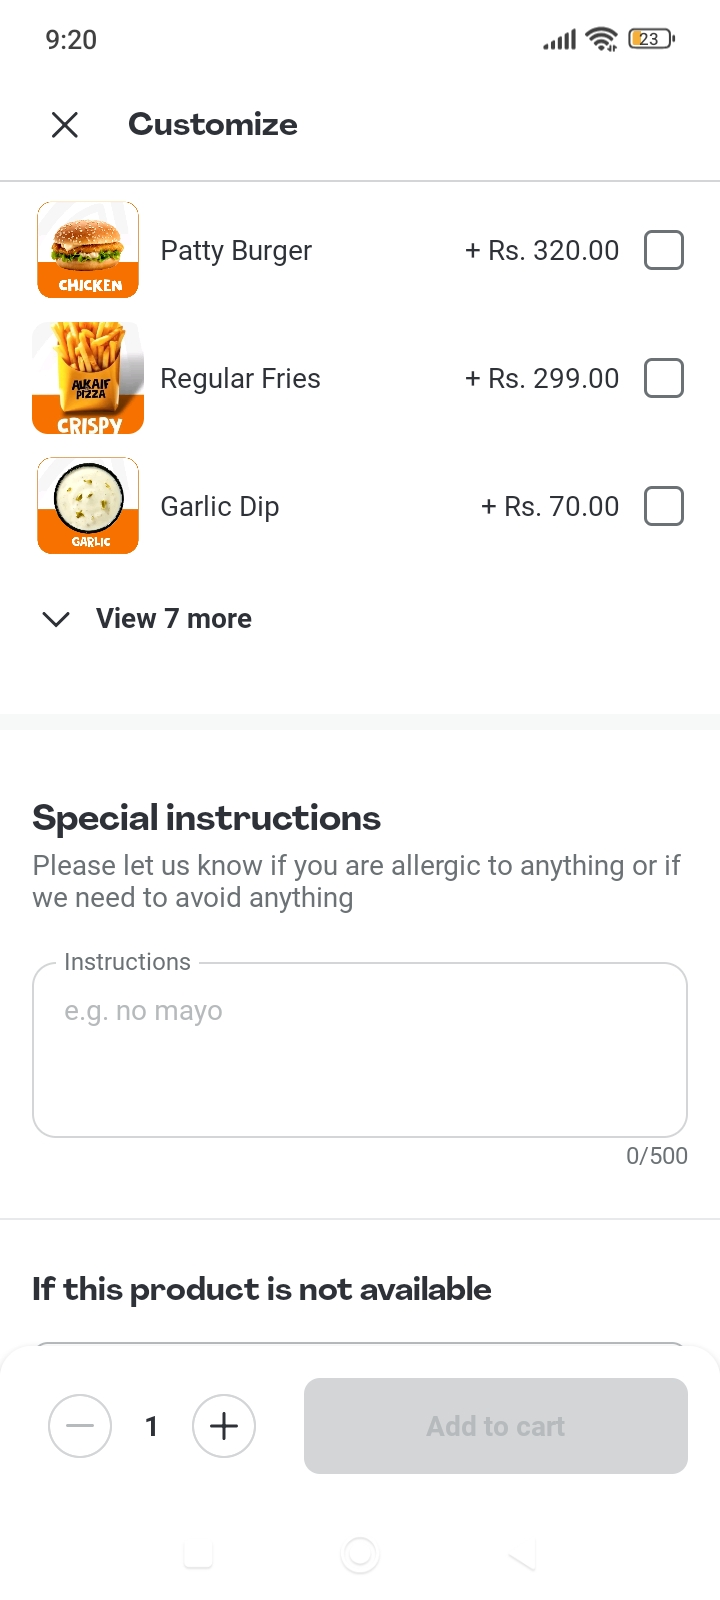 9:20
23
Customize
CHICKEN
Patty Burger
+ Rs. 320.00
ALKAIF
PIZZA
CRISPY
Regular Fries
+ Rs. 299.00
GARLIC
Garlic Dip
+ Rs. 70.00
View 7 more
Special instructions
Please let us know if you are allergic to anything or if
we need to avoid anything
Instructions
e.g. no mayo
0/500
If this product is not available
1
Add to cart